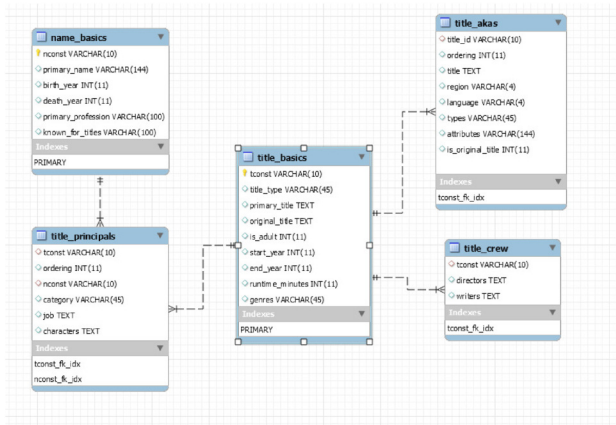 name_basics
nconst VARCHAR(10)
primary_name VARCHAR(144)
birth_year INT(11)
death_year INT(11)
primary_profession VARCHAR(100)
known_for_titles VARCHAR(100)
Indexes
PRIMARY
title_principals
tconst VARCHAR(10)
ordering INT(11)
nconst VARCHAR(10)
category VARCHAR(45)
job TEXT
characters TEXT
Indexes
tconst_fk_idx
nconst_fk_idx
title_basics
tconst VARCHAR(10)
title_type VARCHAR(45)
primary_title TEXT
original_title TEXT
is_adult INT(11)
start_year INT(11)
end_year INT(11)
runtime_minutes INT(11)
genres VARCHAR(45)
Indexes
PRIMARY
title_akas
title_id VARCHAR(10)
ordering INT(11)
title TEXT
region VARCHAR(4)
language VARCHAR(4)
types VARCHAR(45)
attributes VARCHAR(144)
is_original_title INT(11)
Indexes
tconst_fk_idx
title_crew
tconst VARCHAR(10)
directors TEXT
writers TEXT
Indexes
tconst_fk_idx